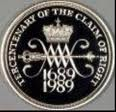 TERCENTENARY OF THE CLAIM OF RIGHT
1689
1989